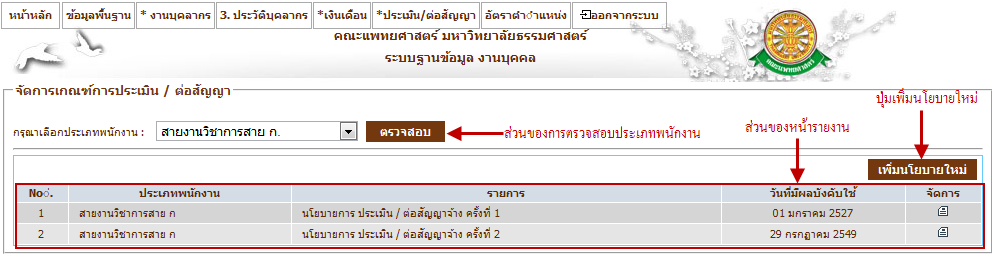 หน้าหลัก ข้อมูลพื้นฐาน * งานบุคลากร 3. ประวัติบุคลากร *เงินเดือน *ประเมิน/ต่อสัญญา อัตราตำแหน่ง ออกจากระบบ
คณะแพทยศาสตร์ มหาวิทยาลัยธรรมศาสตร์
ระบบฐานข้อมูล งานบุคคล
คณะแพทยศาสตร์
จัดการเกณฑ์การประเมิน / ต่อสัญญา
ปุ่มเพิ่มนโยบายใหม่
กรุณาเลือกประเภทพนักงาน : สายงานวิชาการสาย ก. ตรวจสอบ ส่วนของการตรวจสอบประเภทพนักงาน ส่วนของหน้ารายงาน
เพิ่มนโยบายใหม่
No. ประเภทพนักงาน รายการ วันที่มีผลบังคับใช้ จัดการ
1 สายงานวิชาการสาย ก นโยบายการ ประเมิน / ต่อสัญญาจ้าง ครั้งที่ 1 01 มกราคม 2527
2 สายงานวิชาการสาย ก นโยบายการ ประเมิน / ต่อสัญญาจ้าง ครั้งที่ 2 29 กรกฏาคม 2549